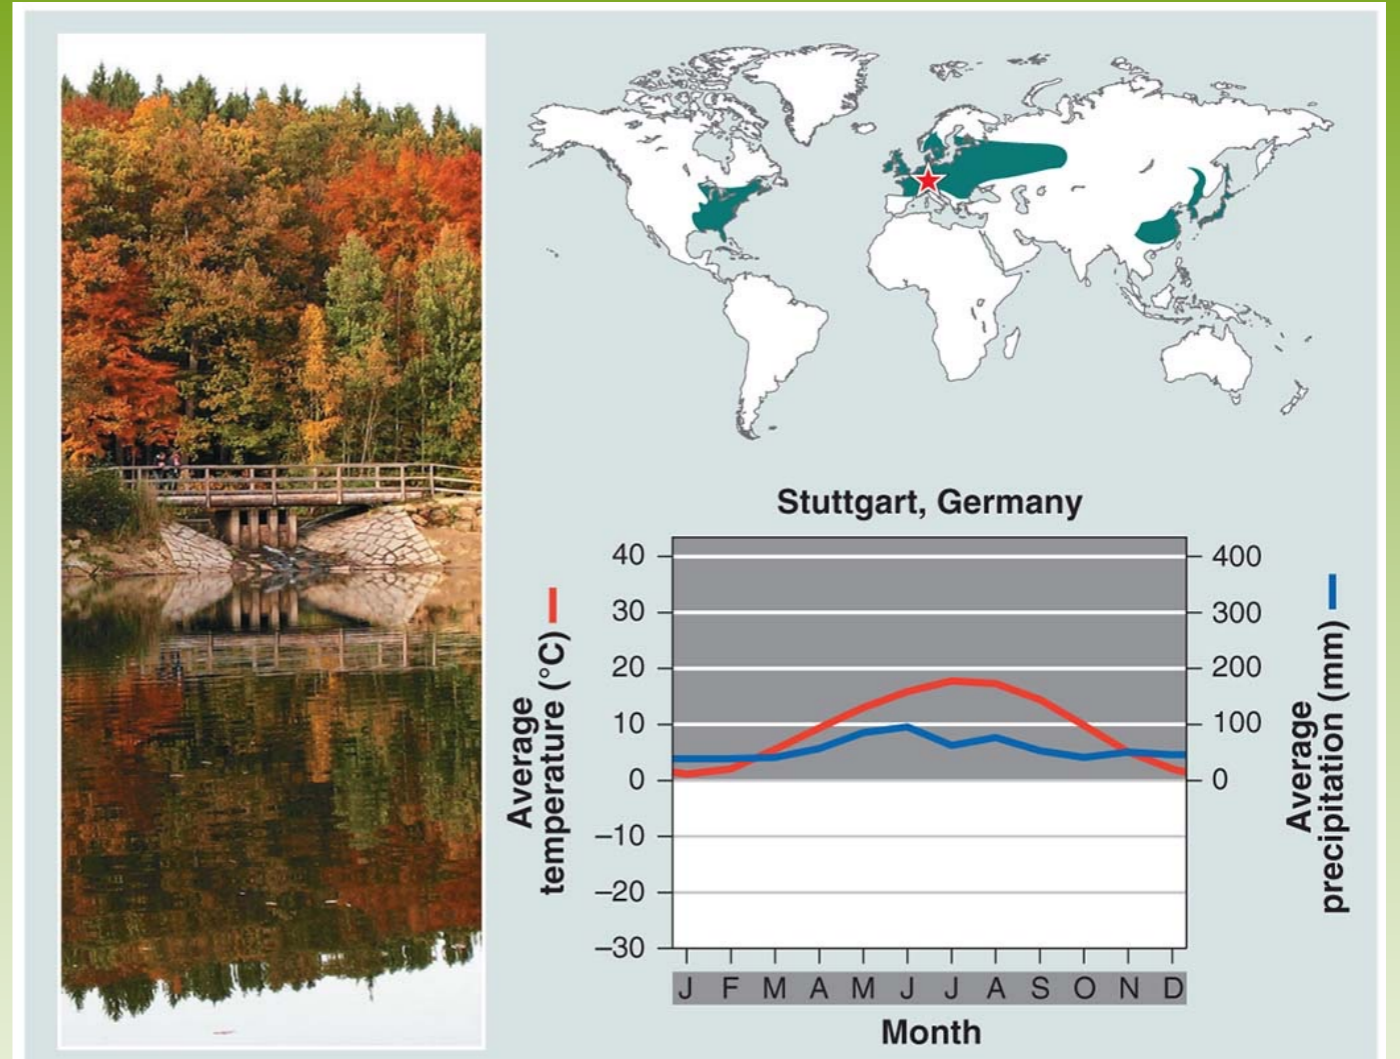 Stuttgart, Germany
Average
temperature (°C)
40
30
20
10
0
–10
–20
–30
400
300
200
100
0
Average
precipitation (mm)
J F M A M J J A S O N D
Month